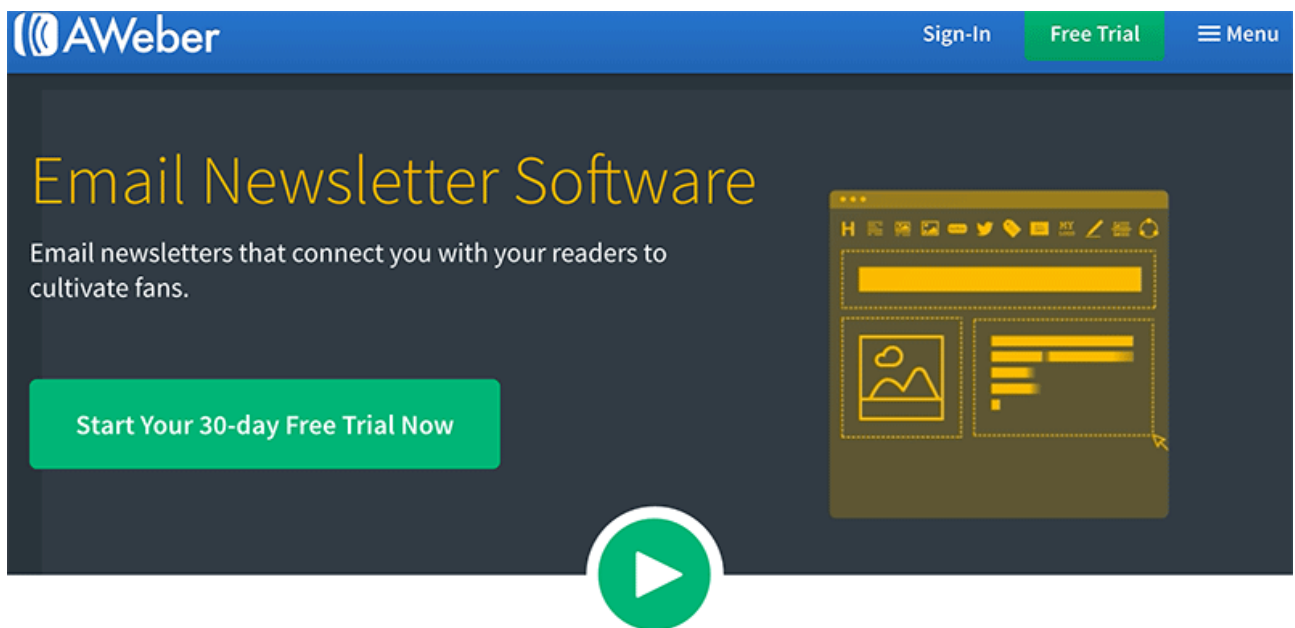 AWeber
Sign-In
Free Trial
Menu
Email Newsletter Software
Email newsletters that connect you with your readers to
cultivate fans.
H
MY
Start Your 30-day Free Trial Now